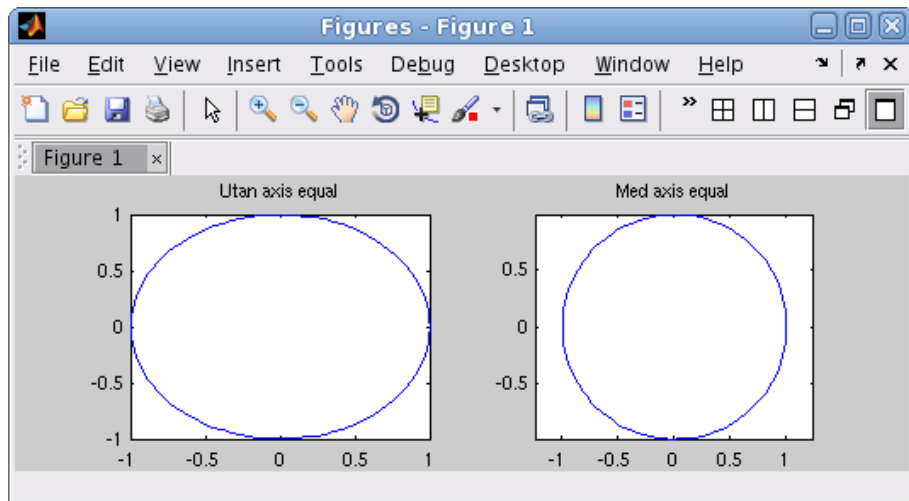 Figures - Figure 1
File Edit View Insert Tools Debug Desktop Window Help
Figure 1
Utan axis equal
1
0.5
0
-0.5
-1
-1 -0.5 0 0.5 1
Med axis equal
0.5
0
-0.5
-1 -0.5 0 0.5 1